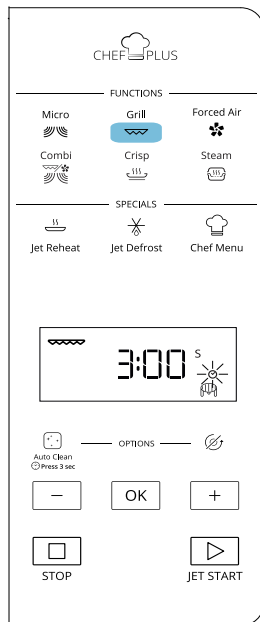 CHEF PLUS
FUNCTIONS
Micro Grill Forced Air
Combi Crisp Steam
SPECIALS
Jet Reheat Jet Defrost Chef Menu
3:00 S
OPTIONS
Auto Clean
Press 3 sec
− OK +
STOP JET START